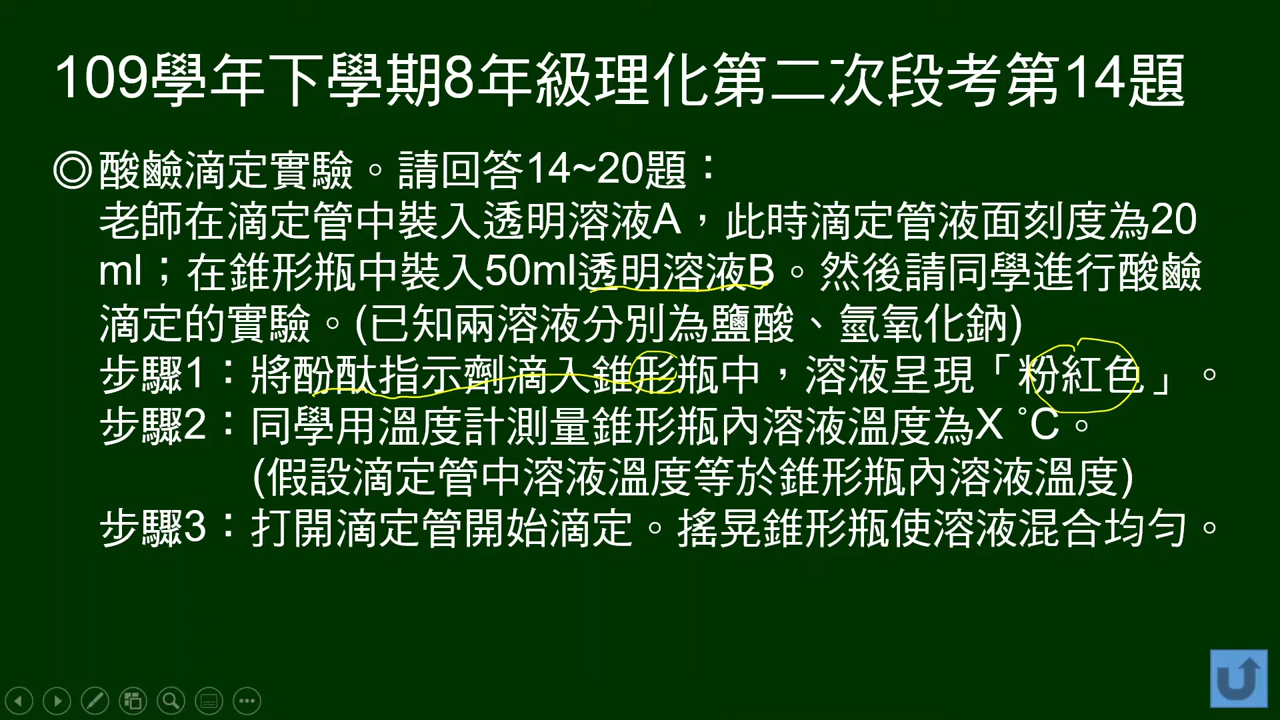 109學年下學期8年級理化第二次段考第14題
◎酸鹼滴定實驗。請回答14~20題：
老師在滴定管中裝入透明溶液A，此時滴定管液面刻度為20
ml；在錐形瓶中裝入50ml透明溶液B。然後請同學進行酸鹼
滴定的實驗。(已知兩溶液分別為鹽酸、氫氧化鈉)
步驟1：將酚酞指示劑滴入錐形瓶中，溶液呈現「粉紅色」。
步驟2：同學用溫度計測量錐形瓶內溶液溫度為X ℃。
(假設滴定管中溶液溫度等於錐形瓶內溶液溫度)
步驟3：打開滴定管開始滴定。搖晃錐形瓶使溶液混合均勻。